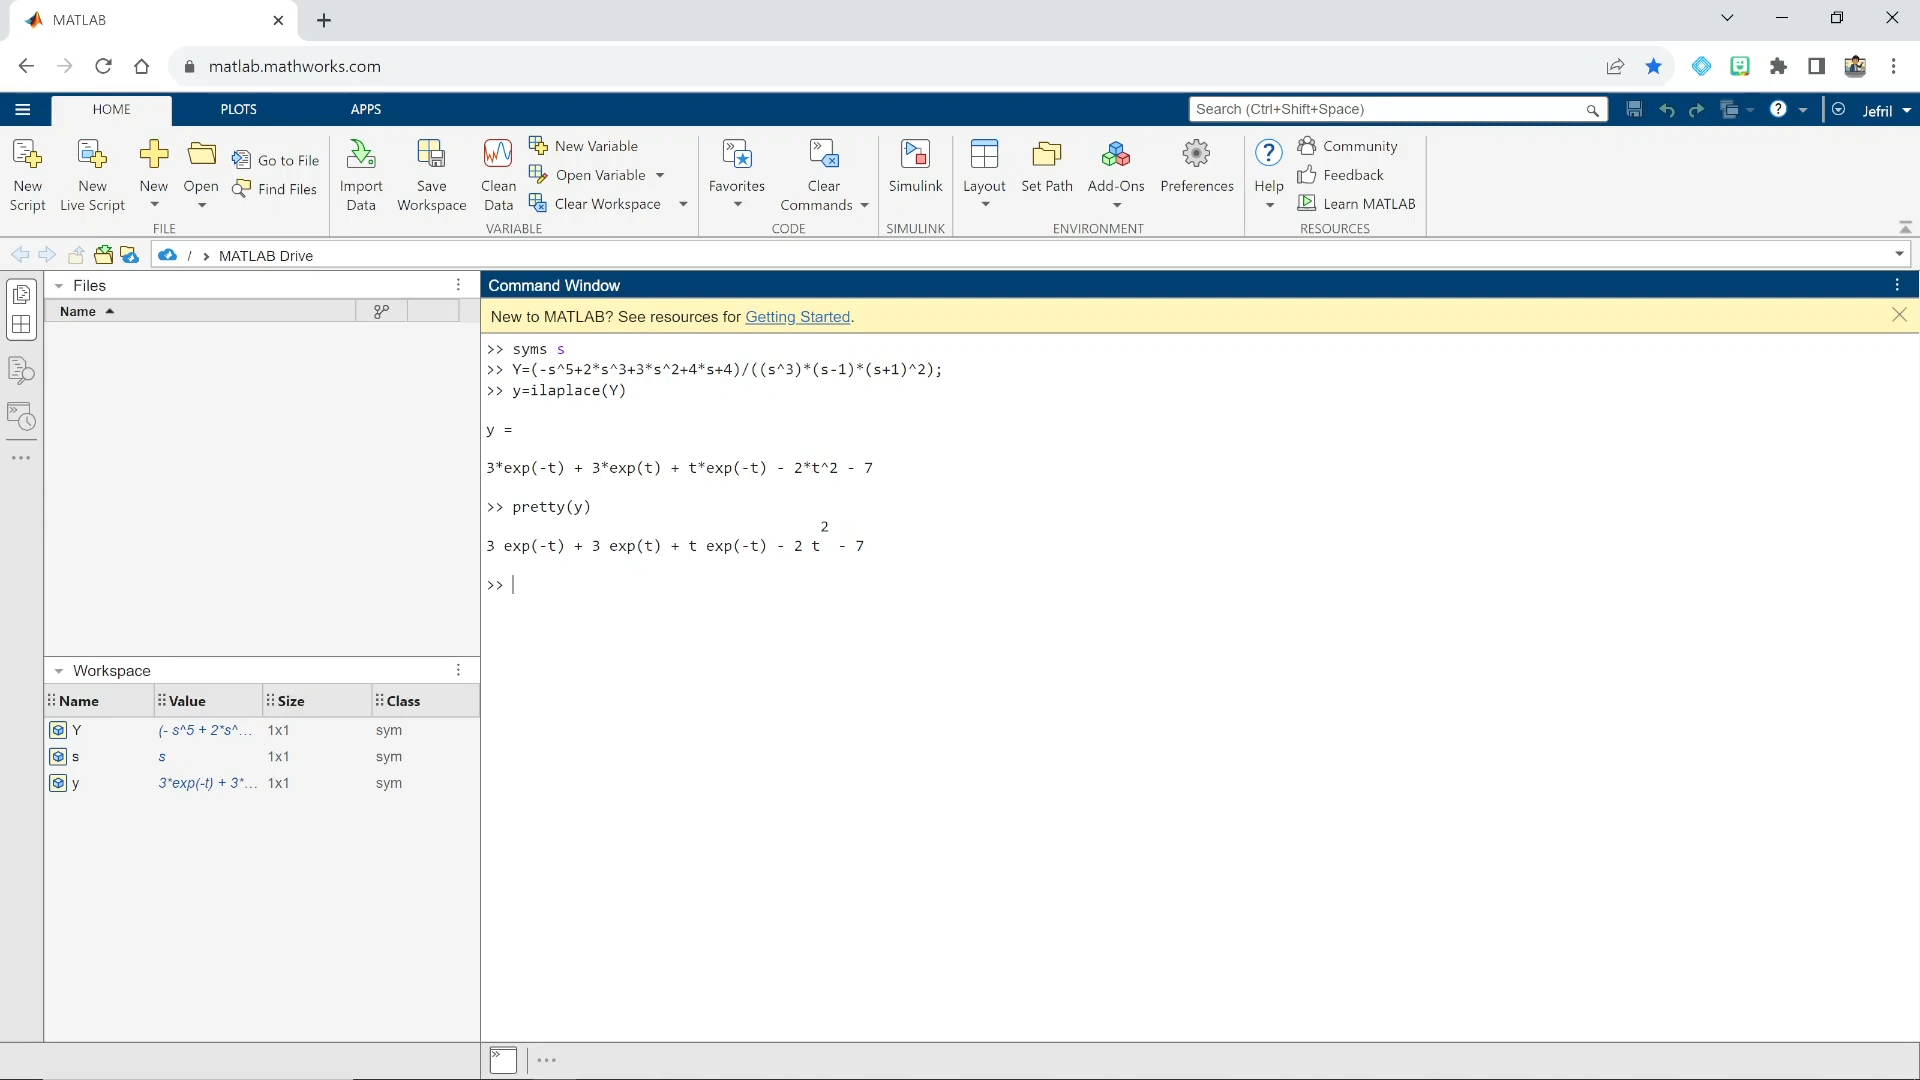 MATLAB
matlab.mathworks.com
HOME
PLOTS
APPS
Search (Ctrl+Shift+Space)
Jefril
New
Script
New
Live Script
New
Open
Go to File
Find Files
FILE
Import
Data
Save
Workspace
Clean
Data
New Variable
Open Variable
Clear Workspace
VARIABLE
Favorites
Clear
Commands
CODE
Simulink
SIMULINK
Layout
Set Path
Add-Ons
Preferences
ENVIRONMENT
Help
Community
Feedback
Learn MATLAB
RESOURCES
/ > MATLAB Drive
Files
Name
Command Window
New to MATLAB? See resources for Getting Started.
>> syms s
>> Y=(-s^5+2*s^3+3*s^2+4*s+4)/((s^3)*(s-1)*(s+1)^2);
>> y=ilaplace(Y)
y =
3*exp(-t) + 3*exp(t) + t*exp(-t) - 2*t^2 - 7
>> pretty(y)
2
3 exp(-t) + 3 exp(t) + t exp(-t) - 2 t - 7
>>
Workspace
Name Value Size Class
Y (- s^5 + 2*s^... 1x1 sym
s s 1x1 sym
y 3*exp(-t) + 3*... 1x1 sym